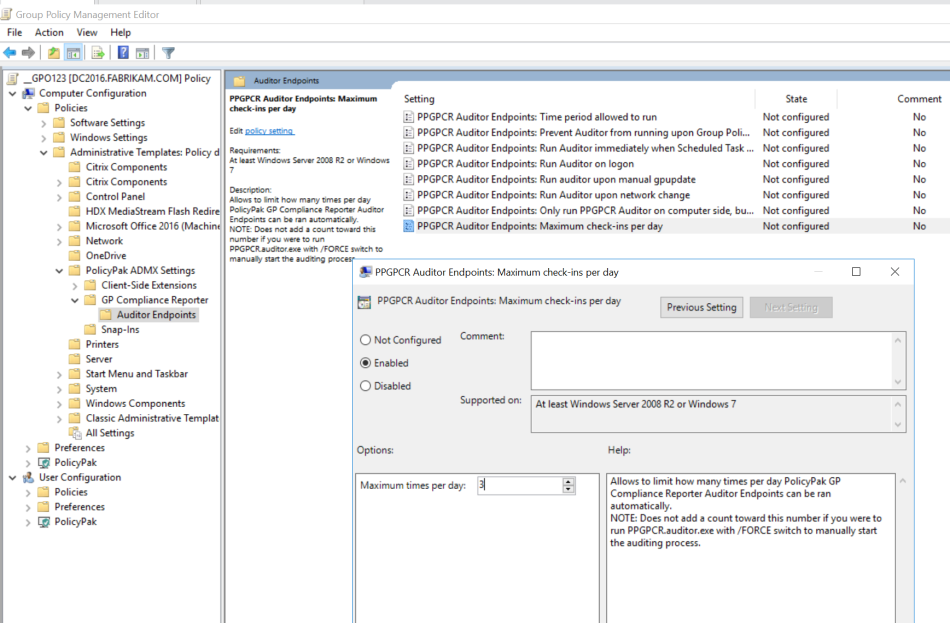 Group Policy Management Editor
File Action View Help
__GPO123 [DC2016.FABRIKAM.COM] Policy
Computer Configuration
Policies
Software Settings
Windows Settings
Administrative Templates: Policy d
Citrix Components
Citrix Components
Control Panel
HDX MediaStream Flash Redire
Microsoft Office 2016 (Machine
Network
OneDrive
PolicyPak ADMX Settings
Client-Side Extensions
GP Compliance Reporter
Auditor Endpoints
Snap-Ins
Printers
Server
Start Menu and Taskbar
System
Windows Components
Classic Administrative Templat
All Settings
Preferences
PolicyPak
User Configuration
Policies
Preferences
PolicyPak
Auditor Endpoints
PPGPCR Auditor Endpoints: Maximum
check-ins per day
Edit policy setting
Requirements:
At least Windows Server 2008 R2 or Windows
7
Description:
Allows to limit how many times per day
PolicyPak GP Compliance Reporter Auditor
Endpoints can be ran automatically.
NOTE: Does not add a count toward this
number if you were to run
PPGPCR.auditor.exe with /FORCE switch to
manually start the auditing process.
Setting State Comment
PPGPCR Auditor Endpoints: Time period allowed to run Not configured No
PPGPCR Auditor Endpoints: Prevent Auditor from running upon Group Poli... Not configured No
PPGPCR Auditor Endpoints: Run Auditor immediately when Scheduled Task ... Not configured No
PPGPCR Auditor Endpoints: Run Auditor on logon Not configured No
PPGPCR Auditor Endpoints: Run auditor upon manual gpupdate Not configured No
PPGPCR Auditor Endpoints: Run Auditor upon network change Not configured No
PPGPCR Auditor Endpoints: Only run PPGPCR Auditor on computer side, bu... Not configured No
PPGPCR Auditor Endpoints: Maximum check-ins per day Not configured No
PPGPCR Auditor Endpoints: Maximum check-ins per day
PPGPCR Auditor Endpoints: Maximum check-ins per day
Previous Setting Next Setting
Not Configured
Enabled
Disabled
Comment:
Supported on:
At least Windows Server 2008 R2 or Windows 7
Options:
Help:
Maximum times per day: 3
Allows to limit how many times per day PolicyPak GP
Compliance Reporter Auditor Endpoints can be ran
automatically.
NOTE: Does not add a count toward this number if you were to
run PPGPCR.auditor.exe with /FORCE switch to manually start
the auditing process.